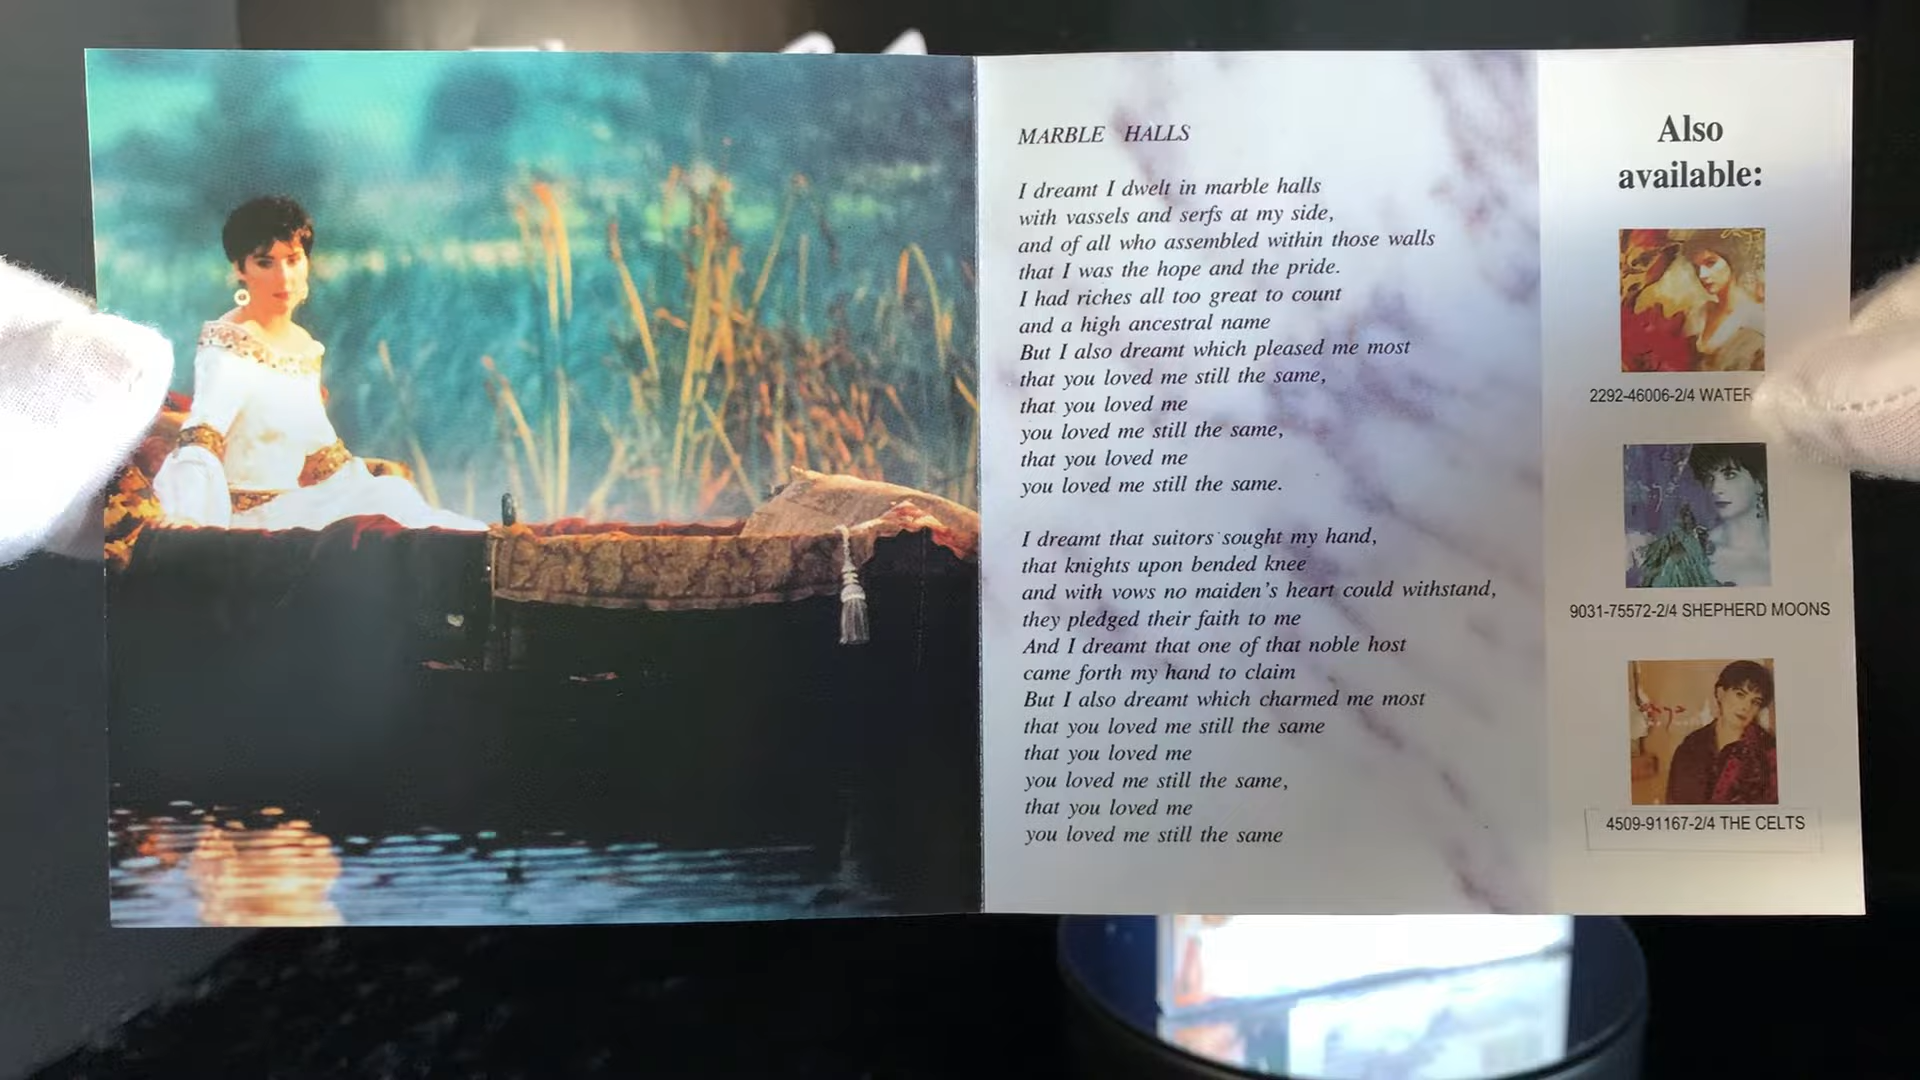 MARBLE HALLS
I dreamt I dwelt in marble halls
with vassels and serfs at my side,
and of all who assembled within those walls
that I was the hope and the pride.
I had riches all too great to count
and a high ancestral name
But I also dreamt which pleased me most
that you loved me still the same,
that you loved me
you loved me still the same,
that you loved me
you loved me still the same.
I dreamt that suitors sought my hand,
that knights upon bended knee
and with vows no maiden's heart could withstand,
they pledged their faith to me
And I dreamt that one of that noble host
came forth my hand to claim
But I also dreamt which charmed me most
that you loved me still the same
that you loved me
you loved me still the same,
that you loved me
you loved me still the same
Also
available:
enya
2292-46006-2/4 WATER
9031-75572-2/4 SHEPHERD MOONS
enya
4509-91167-2/4 THE CELTS